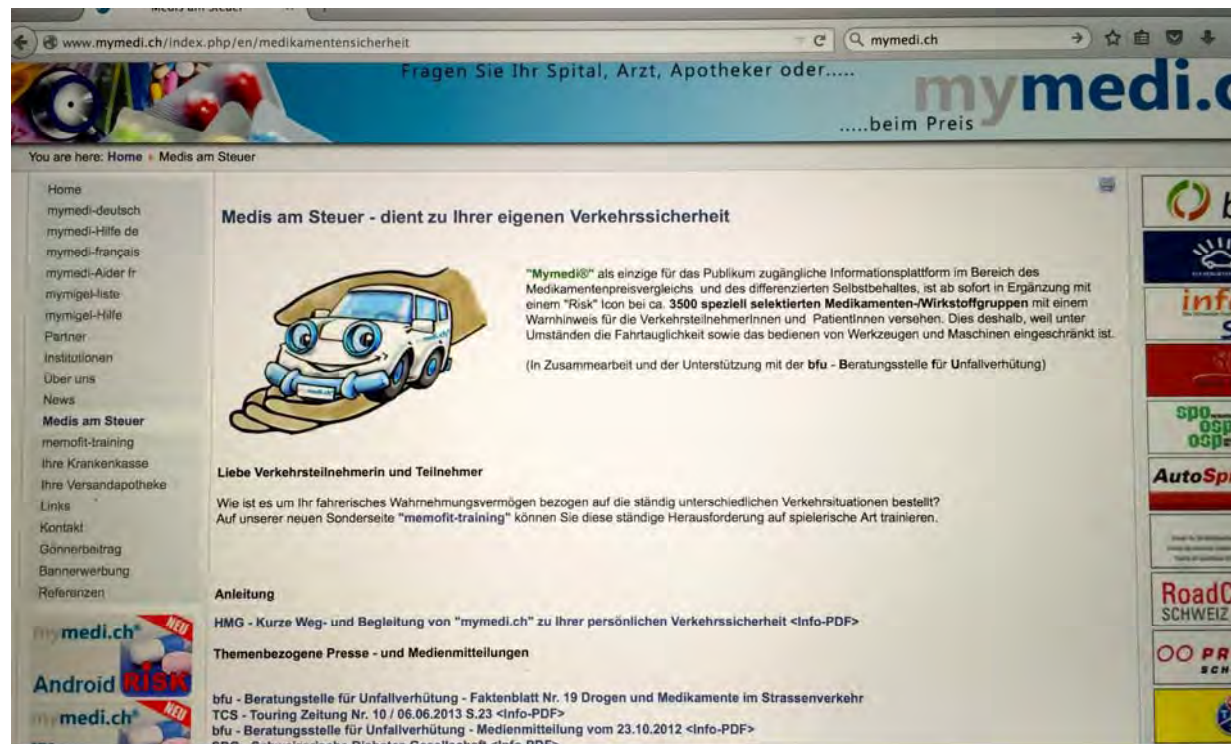 www.mymedi.ch/index.php/en/medikamentensicherheit
mymedi.ch
Fragen Sie Ihr Spital, Arzt, Apotheker oder.....
mymedi.c
.....beim Preis
You are here: Home Medis am Steuer
Home
mymedi-deutsch
mymedi-Hilfe de
mymedi-français
mymedi-Aider fr
mymigel-liste
mymigel-Hilfe
Partner
Institutionen
Über uns
News
Medis am Steuer
memofit-training
Ihre Krankenkasse
Ihre Versandapotheke
Links
Kontakt
Gönnerbeitrag
Bannerwerbung
Referenzen
mymedi.ch®
NEU
Android RISK
mymedi.ch®
NEU
Medis am Steuer - dient zu Ihrer eigenen Verkehrssicherheit
"Mymedi®" als einzige für das Publikum zugängliche Informationsplattform im Bereich des
Medikamentenpreisvergleichs und des differenzierten Selbstbehaltes, ist ab sofort in Ergänzung mit
einem "Risk" Icon bei ca. 3500 speziell selektierten Medikamenten-/Wirkstoffgruppen mit einem
Warnhinweis für die VerkehrsteilnehmerInnen und PatientInnen versehen. Dies deshalb, weil unter
Umständen die Fahrtauglichkeit sowie das bedienen von Werkzeugen und Maschinen eingeschränkt ist.
(In Zusammearbeit und der Unterstützung mit der bfu - Beratungsstelle für Unfallverhütung)
Liebe Verkehrsteilnehmerin und Teilnehmer
Wie ist es um Ihr fahrerisches Wahrnehmungsvermögen bezogen auf die ständig unterschiedlichen Verkehrsituationen bestellt?
Auf unserer neuen Sonderseite "memofit-training" können Sie diese ständige Herausforderung auf spielerische Art trainieren.
Anleitung
HMG - Kurze Weg- und Begleitung von "mymedi.ch" zu Ihrer persönlichen Verkehrssicherheit <Info-PDF>
Themenbezogene Presse - und Medienmitteilungen
bfu - Beratungstelle für Unfallverhütung - Faktenblatt Nr. 19 Drogen und Medikamente im Strassenverkehr
TCS - Touring Zeitung Nr. 10 / 06.06.2013 S.23 <Info-PDF>
bfu - Beratungsstelle für Unfallverhütung - Medienmitteilung vom 23.10.2012 <Info-PDF>
AutoSp
RoadC
SCHWEIZ
PR
SCH